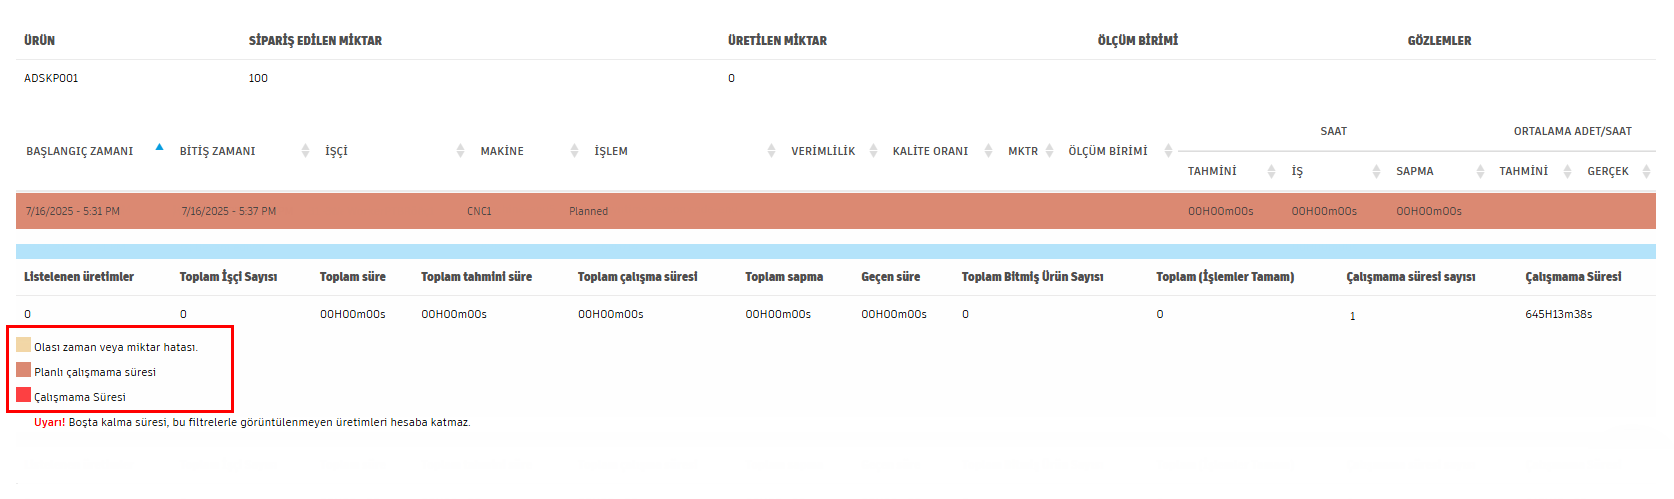 ÜRÜN SİPARİŞ EDİLEN MİKTAR ÜRETİLEN MİKTAR ÖLÇÜM BİRİMİ GÖZLEMLER
ADSKP001 100 0
SAAT ORTALAMA ADET/SAAT
BAŞLANGIÇ ZAMANI BİTİŞ ZAMANI İŞÇİ MAKİNE İŞLEM VERİMLİLİK KALİTE ORANI MKTR ÖLÇÜM BİRİMİ
TAHMİNİ İŞ SAPMA TAHMİNİ GERÇEK
7/16/2025 - 5:31 PM 7/16/2025 - 5:37 PM CNC1 Planned 00H00m00s 00H00m00s 00H00m00s
Listelenen üretimler Toplam İşçi Sayısı Toplam süre Toplam tahmini süre Toplam çalışma süresi Toplam sapma Geçen süre Toplam Bitmiş Ürün Sayısı Toplam (İşlemler Tamam) Çalışmama süresi sayısı Çalışmama Süresi
0 0 00H00m00s 00H00m00s 00H00m00s 00H00m00s 00H00m00s 0 0 1 645H13m38s
Olası zaman veya miktar hatası.
Planlı çalışmama süresi
Çalışmama Süresi
Uyarı! Boşta kalma süresi, bu filtrelerle görüntülenmeyen üretimleri hesaba katmaz.